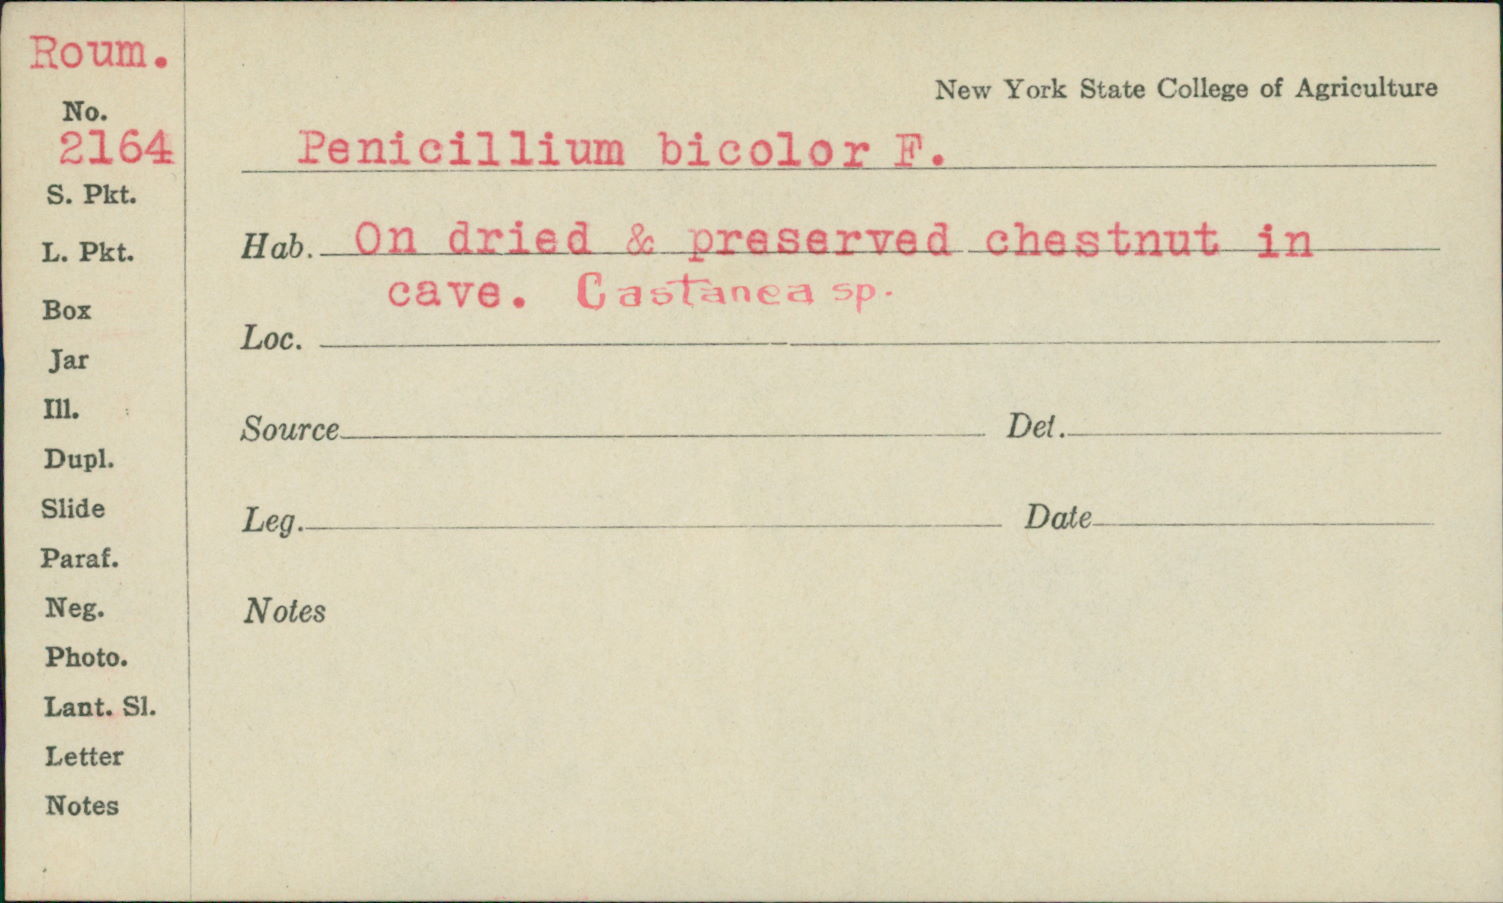 Roum.
New York State College of Agriculture
No.
2164
Penicillium bicolor F.
S. Pkt.
Hab. On dried & preserved chestnut in
L. Pkt.
cave. Castanea sp.
Box
Loc.
Jar
Ill.
Source Det.
Dupl.
Slide
Leg. Date
Paraf.
Neg.
Notes
Photo.
Lant. Sl.
Letter
Notes